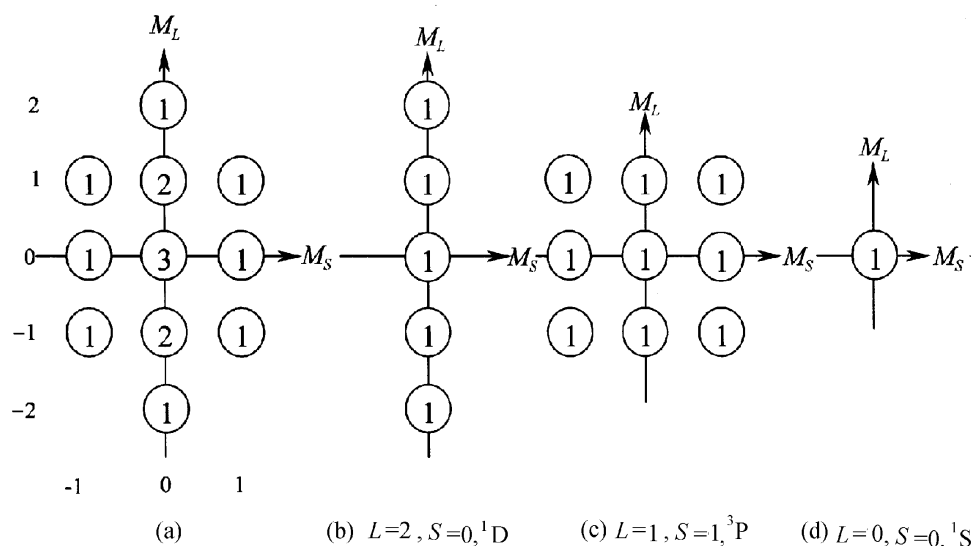 M_L M_L
2 1 1
M_L M_L
1 1 2 1 1 1 1 1
0 1 3 1 M_S 1 M_S 1 1 1 M_S 1 M_S
-1 1 2 1 1 1 1 1
-2 1 1
-1 0 1
(a) (b) L=2, S=0, ¹D (c) L=1, S=1, ³P (d) L=0, S=0, ¹S